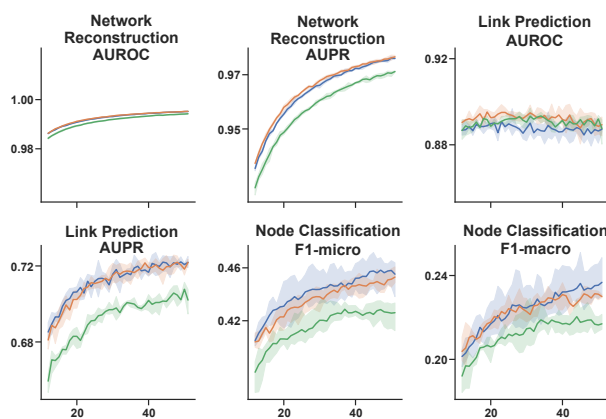 Network
Reconstruction
AUROC
1.00
0.98
Network
Reconstruction
AUPR
0.97
0.95
Link Prediction
AUROC
0.92
0.88
Link Prediction
AUPR
0.72
0.68
20 40
Node Classification
F1-micro
0.46
0.42
20 40
Node Classification
F1-macro
0.24
0.20
20 40